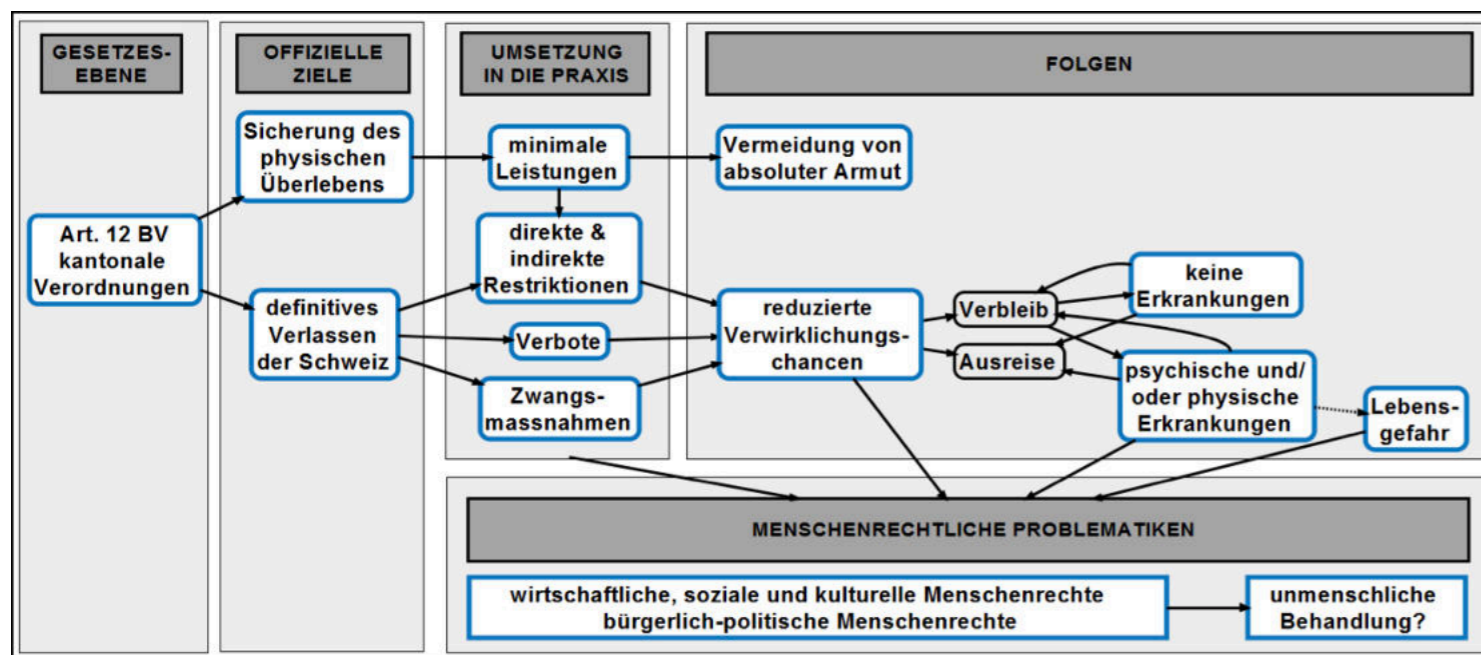 GESETZES-
EBENE
OFFIZIELLE
ZIELE
UMSETZUNG
IN DIE PRAXIS
FOLGEN
Art. 12 BV
kantonale
Verordnungen
Sicherung des
physischen
Überlebens
definitives
Verlassen
der Schweiz
minimale
Leistungen
direkte &
indirekte
Restriktionen
Verbote
Zwangs-
massnahmen
Vermeidung von
absoluter Armut
reduzierte
Verwirklichungs-
chancen
Verbleib
Ausreise
keine
Erkrankungen
psychische und/
oder physische
Erkrankungen
Lebens-
gefahr
MENSCHENRECHTLICHE PROBLEMATIKEN
wirtschaftliche, soziale und kulturelle Menschenrechte
bürgerlich-politische Menschenrechte
unmenschliche
Behandlung?